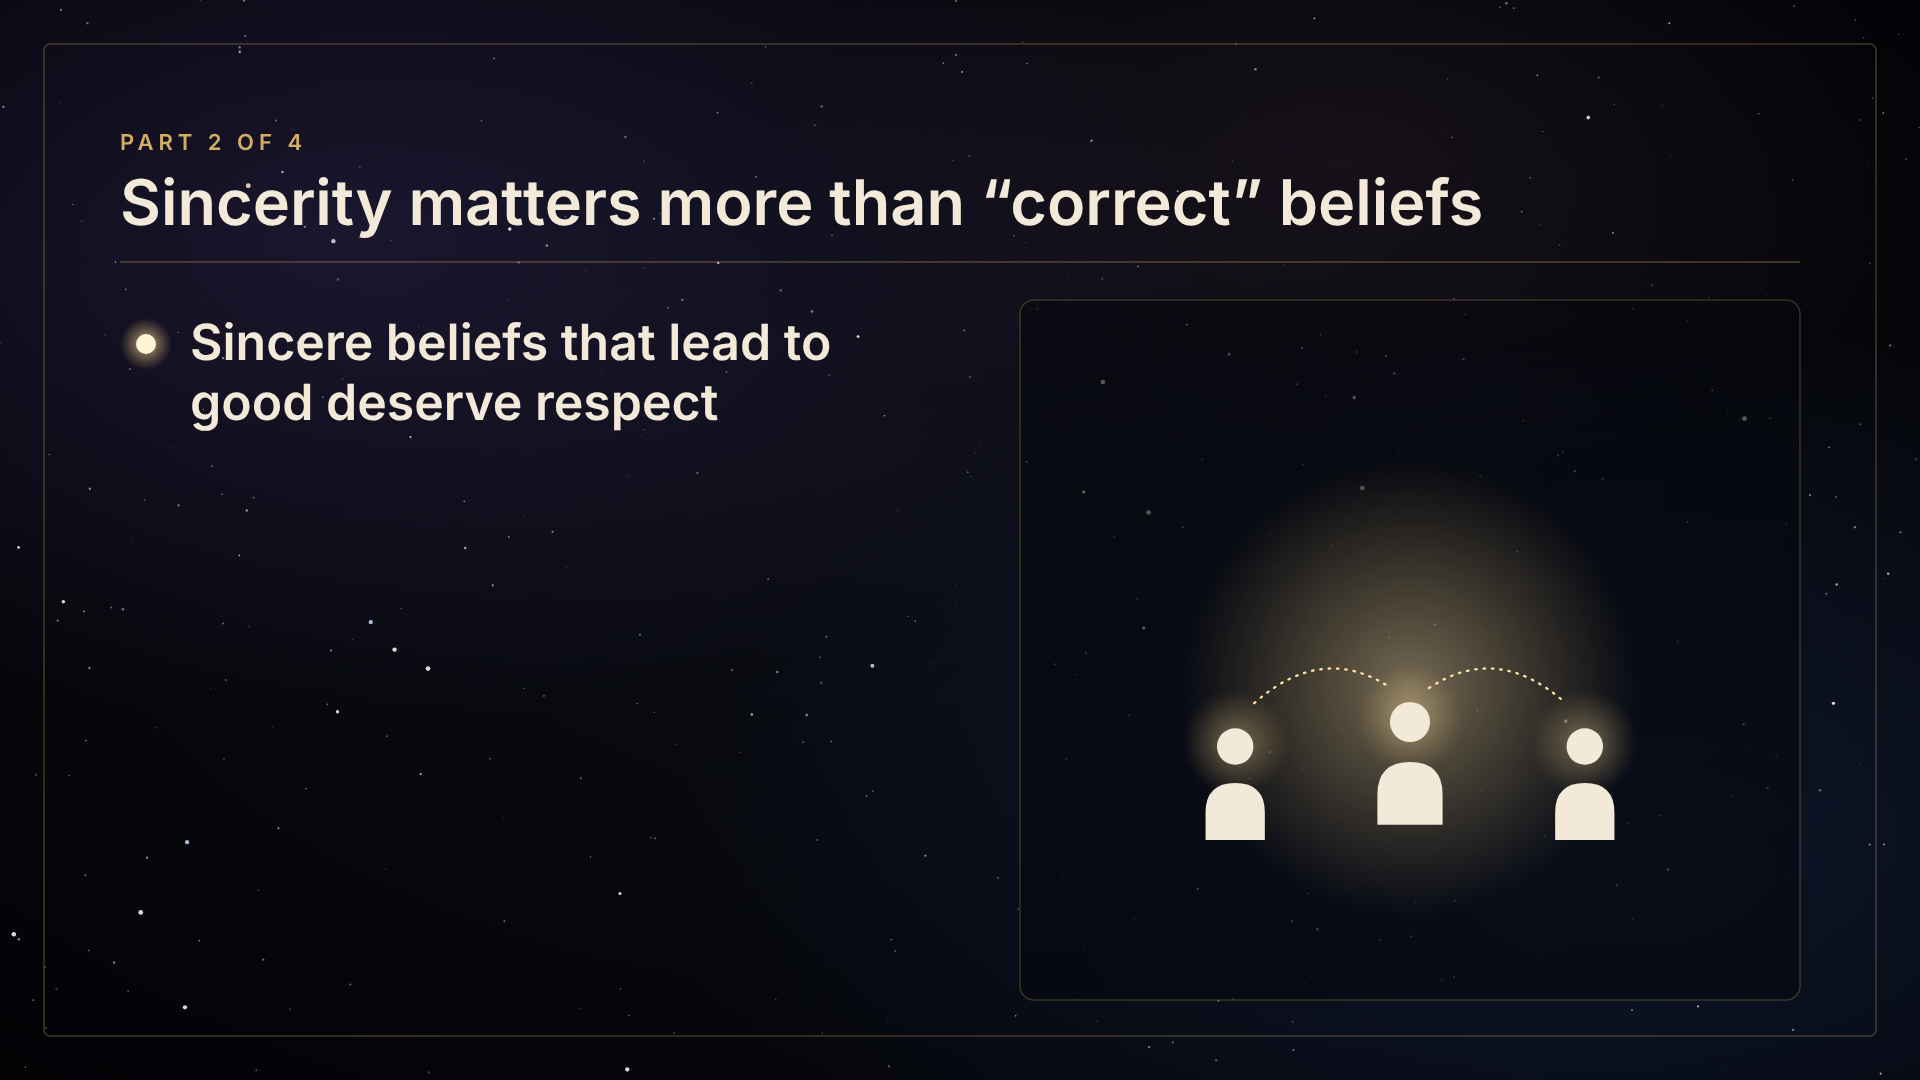 PART 2 OF 4
Sincerity matters more than “correct” beliefs
Sincere beliefs that lead to
good deserve respect